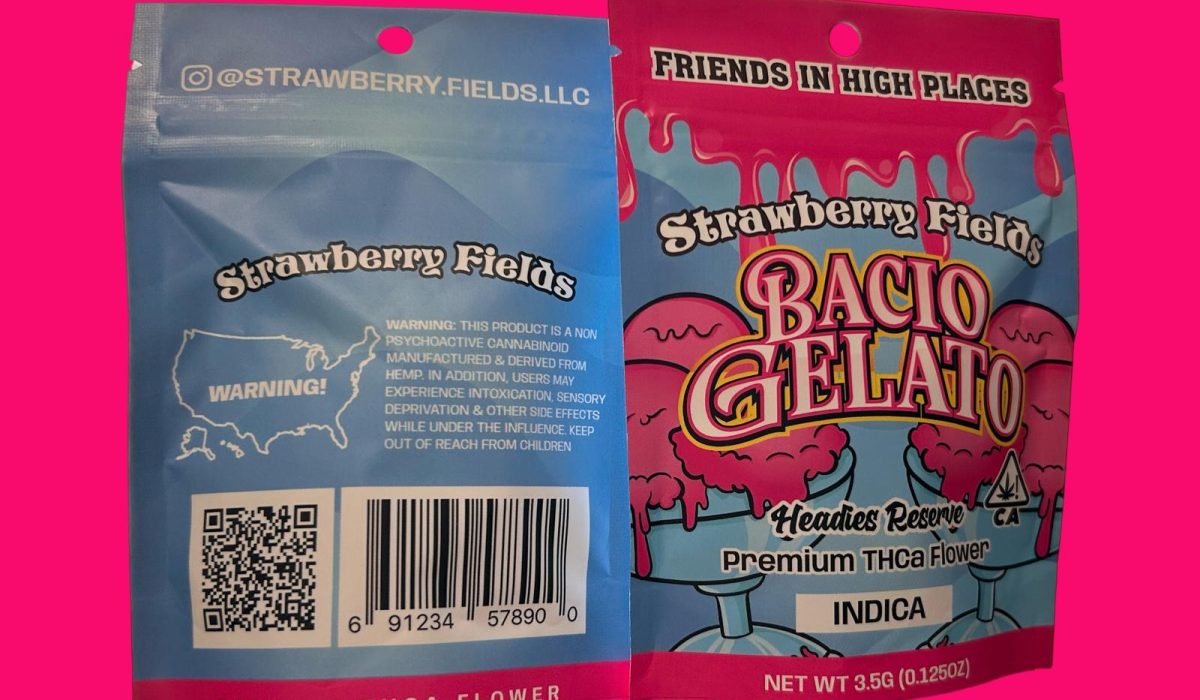 @STRAWBERRY.FIELDS.LLC
Strawberry Fields
WARNING!
WARNING: THIS PRODUCT IS A NON
PSYCHOACTIVE CANNABINOID
MANUFACTURED & DERIVED FROM
HEMP. IN ADDITION, USERS MAY
EXPERIENCE INTOXICATION, SENSORY
DEPRIVATION & OTHER SIDE EFFECTS
WHILE UNDER THE INFLUENCE. KEEP
OUT OF REACH FROM CHILDREN
6 91234 57890 0
FLOWER
FRIENDS IN HIGH PLACES
Strawberry Fields
BACIO
GELATO
CA
Headies Reserve
Premium THCa Flower
INDICA
NET WT 3.5G (0.125OZ)